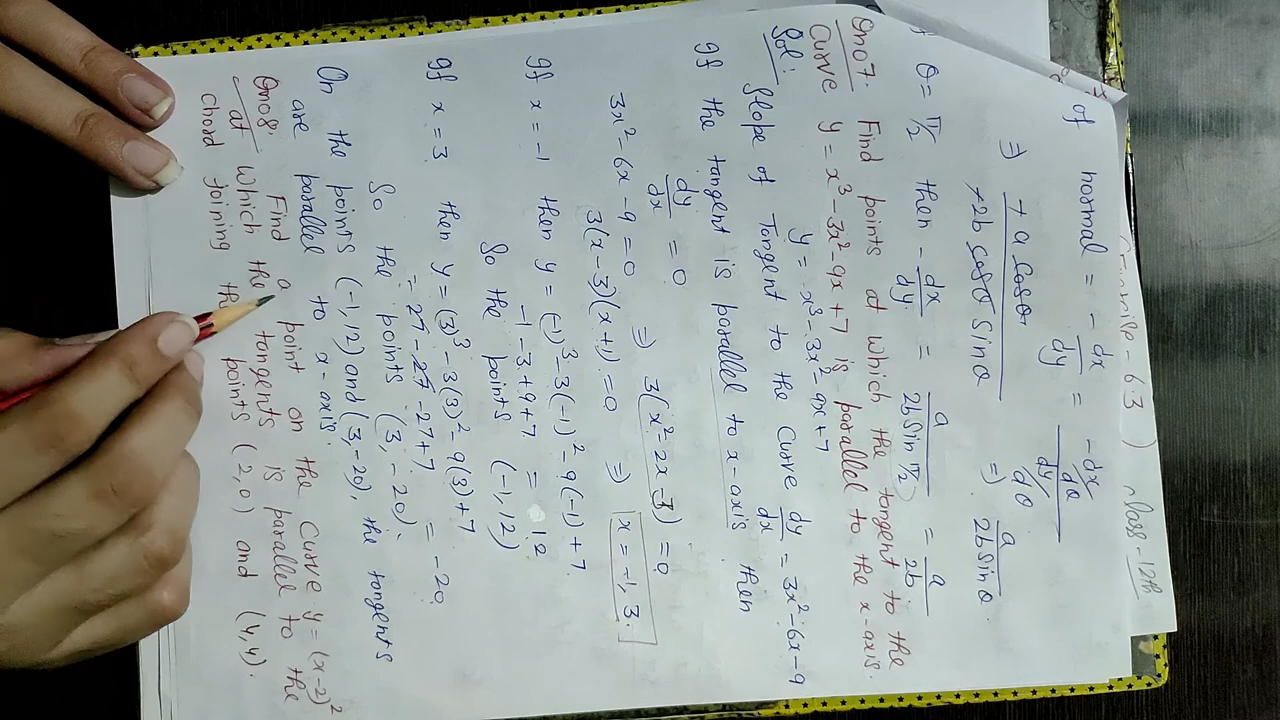 6.3) class-12th
of normal = - dx/dy = -dx/dθ / dy/dθ
⇒ + a cosθ / +2b cosθ sinθ ⇒ a / 2b sinθ.
θ = π/2 then - dx/dy = a / 2b sin π/2 = a / 2b
Qno7: Find points at which the tangent to the
curve y = x³ - 3x² - 9x + 7 is parallel to the x-axis.
Sol: y = x³ - 3x² - 9x + 7
Slope of Tangent to the curve dy/dx = 3x² - 6x - 9
If the tangent is parallel to x-axis then
dy/dx = 0
3x² - 6x - 9 = 0 ⇒ 3(x² - 2x - 3) = 0
3(x - 3)(x + 1) = 0 ⇒ x = -1, 3.
If x = -1 then y = (-1)³ - 3(-1)² - 9(-1) + 7
-1 - 3 + 9 + 7 = 12
So the points (-1, 12)
If x = 3 then y = (3)³ - 3(3)² - 9(3) + 7
= 27 - 27 - 27 + 7 = -20
So the points (3, -20)
On the points (-1, 12) and (3, -20), the tangents
are parallel to x-axis.
Qno8: Find a point on the curve y = (x-2)²
at which the tangents is parallel to the
chord joining the points (2, 0) and (4, 4).